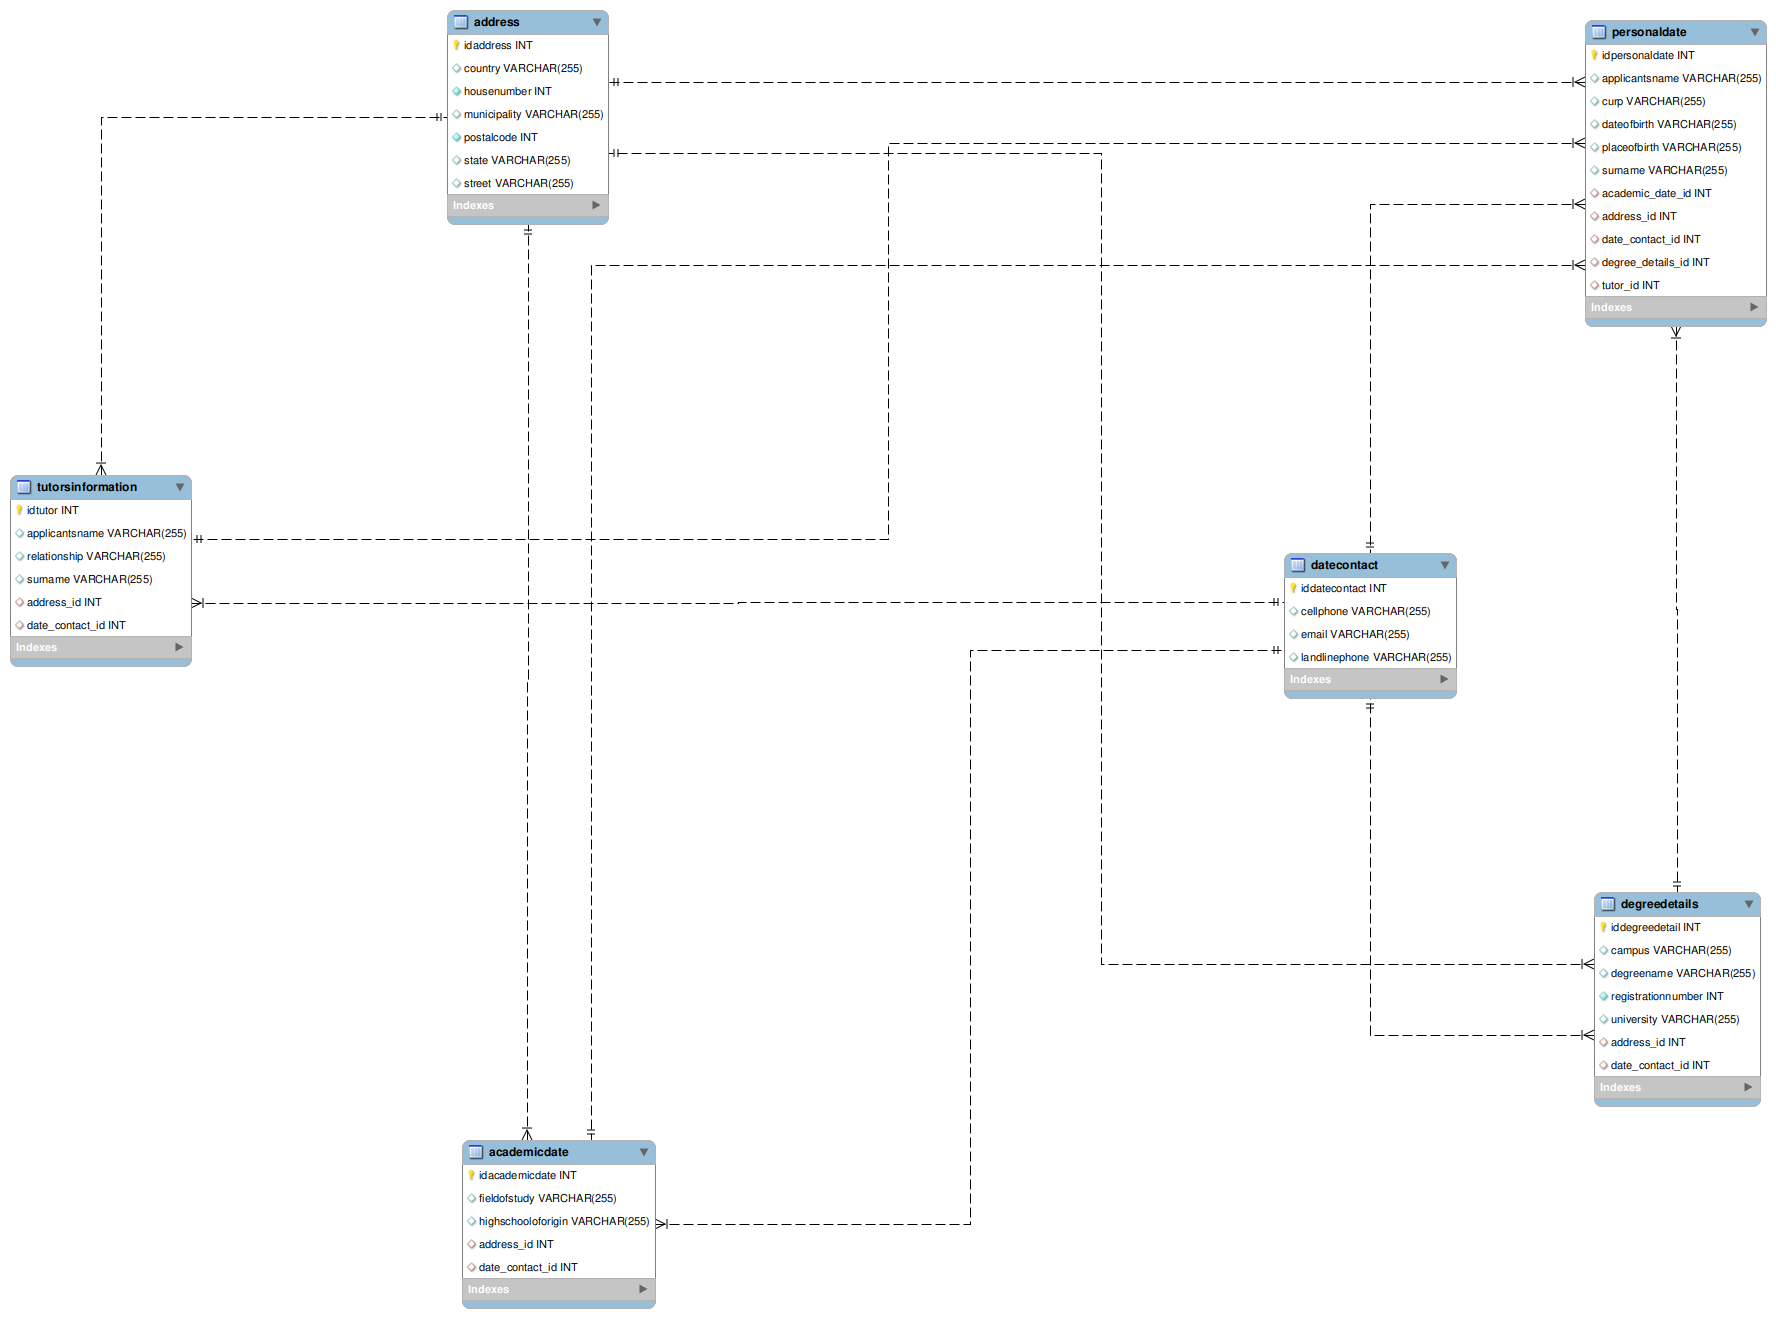 address
idaddress INT
country VARCHAR(255)
housenumber INT
municipality VARCHAR(255)
postalcode INT
state VARCHAR(255)
street VARCHAR(255)
Indexes
personaldate
idpersonaldate INT
applicantsname VARCHAR(255)
curp VARCHAR(255)
dateofbirth VARCHAR(255)
placeofbirth VARCHAR(255)
surname VARCHAR(255)
academic_date_id INT
address_id INT
date_contact_id INT
degree_details_id INT
tutor_id INT
Indexes
tutorsinformation
idtutor INT
applicantsname VARCHAR(255)
relationship VARCHAR(255)
surname VARCHAR(255)
address_id INT
date_contact_id INT
Indexes
datecontact
iddatecontact INT
cellphone VARCHAR(255)
email VARCHAR(255)
landlinephone VARCHAR(255)
Indexes
degreedetails
iddegreedetail INT
campus VARCHAR(255)
degreename VARCHAR(255)
registrationnumber INT
university VARCHAR(255)
address_id INT
date_contact_id INT
Indexes
academicdate
idacademicdate INT
fieldofstudy VARCHAR(255)
highschooloforigin VARCHAR(255)
address_id INT
date_contact_id INT
Indexes